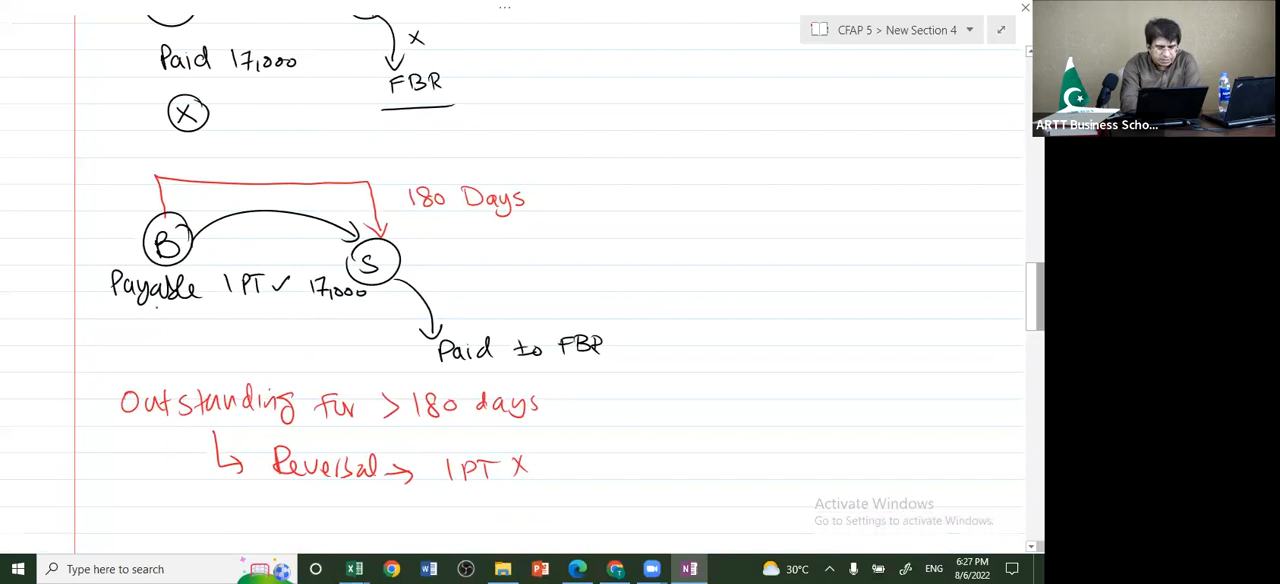 ...
CFAP 5 > New Section 4
X
Paid 17,000
FBR
X
ARTT Business Scho...
180 Days
B
S
Payable IPT ✓ 17,000
Paid to FBR
Outstanding for > 180 days
Reversal → IPT X
Activate Windows
Go to Settings to activate Windows.
Type here to search
30°C
ENG
6:27 PM
8/6/2022